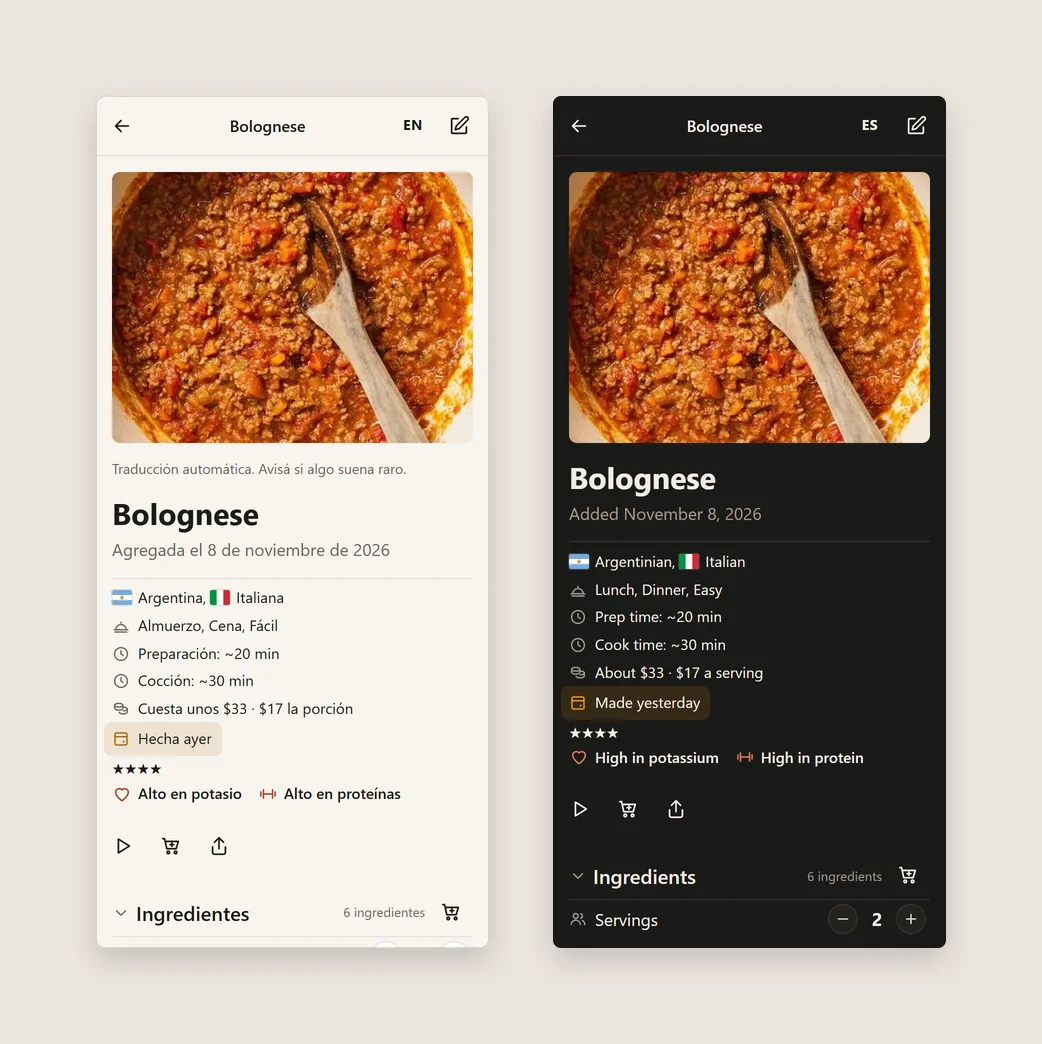 Bolognese
EN
Traducción automática. Avisá si algo suena raro.
Bolognese
Agregada el 8 de noviembre de 2026
Argentina, Italiana
Almuerzo, Cena, Fácil
Preparación: ~20 min
Cocción: ~30 min
Cuesta unos $33 · $17 la porción
Hecha ayer
★★★★
Alto en potasio Alto en proteínas
Ingredientes 6 ingredientes
Bolognese
ES
Bolognese
Added November 8, 2026
Argentinian, Italian
Lunch, Dinner, Easy
Prep time: ~20 min
Cook time: ~30 min
About $33 · $17 a serving
Made yesterday
★★★★
High in potassium High in protein
Ingredients 6 ingredients
Servings − 2 +